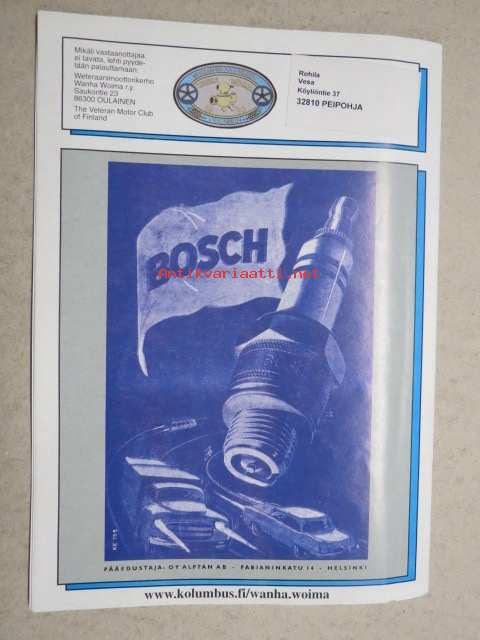 Mikäli vastaanottajaa
ei tavata, lehti pyyde-
tään palauttamaan
Weteraanimoottorikerho
Wanha Woima r.y.
Saukontie 23
86300 OULAINEN
The Veteran Motor Club
of Finland
Rohila
Vesa
Köyliöntie 37
32810 PEIPOHJA
BOSCH
Antikvariaatti.net
PÄÄEDUSTAJA: OY ALFTAN AB - FABIANINKATU 14 - HELSINKI
www.kolumbus.fi/wanha.woima